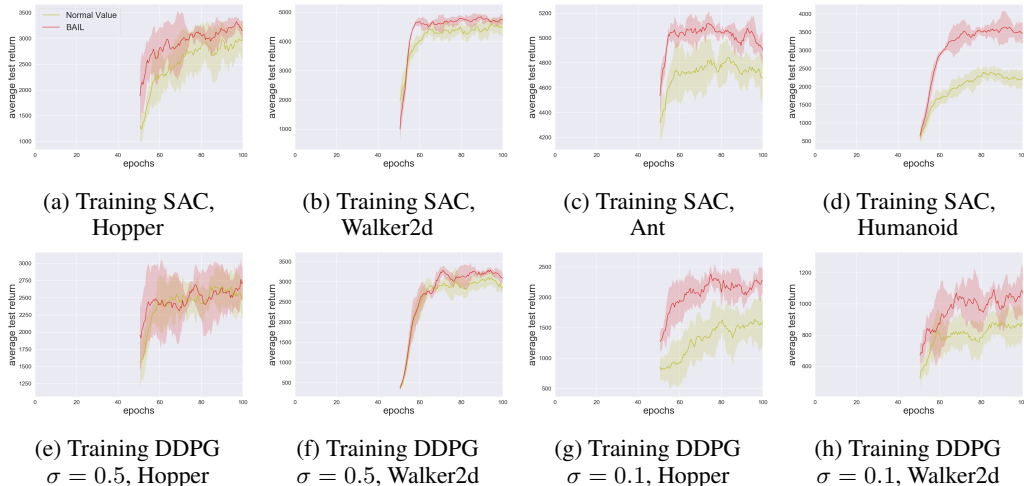 Normal Value
BAIL
average test return
3500
3000
2500
2000
1500
1000
0 20 40 60 80 100
epochs
(a) Training SAC,
Hopper
average test return
5000
4000
3000
2000
1000
0 20 40 60 80 100
epochs
(b) Training SAC,
Walker2d
average test return
5200
5000
4800
4600
4400
4200
0 20 40 60 80 100
epochs
(c) Training SAC,
Ant
average test return
4000
3500
3000
2500
2000
1500
1000
500
0 20 40 60 80 100
epochs
(d) Training SAC,
Humanoid
average test return
3000
2750
2500
2250
2000
1750
1500
1250
0 20 40 60 80 100
epochs
(e) Training DDPG
σ = 0.5, Hopper
average test return
3500
3000
2500
2000
1500
1000
500
0 20 40 60 80 100
epochs
(f) Training DDPG
σ = 0.5, Walker2d
average test return
2500
2000
1500
1000
500
0 20 40 60 80 100
epochs
(g) Training DDPG
σ = 0.1, Hopper
average test return
1200
1000
800
600
0 20 40 60 80 100
epochs
(h) Training DDPG
σ = 0.1, Walker2d